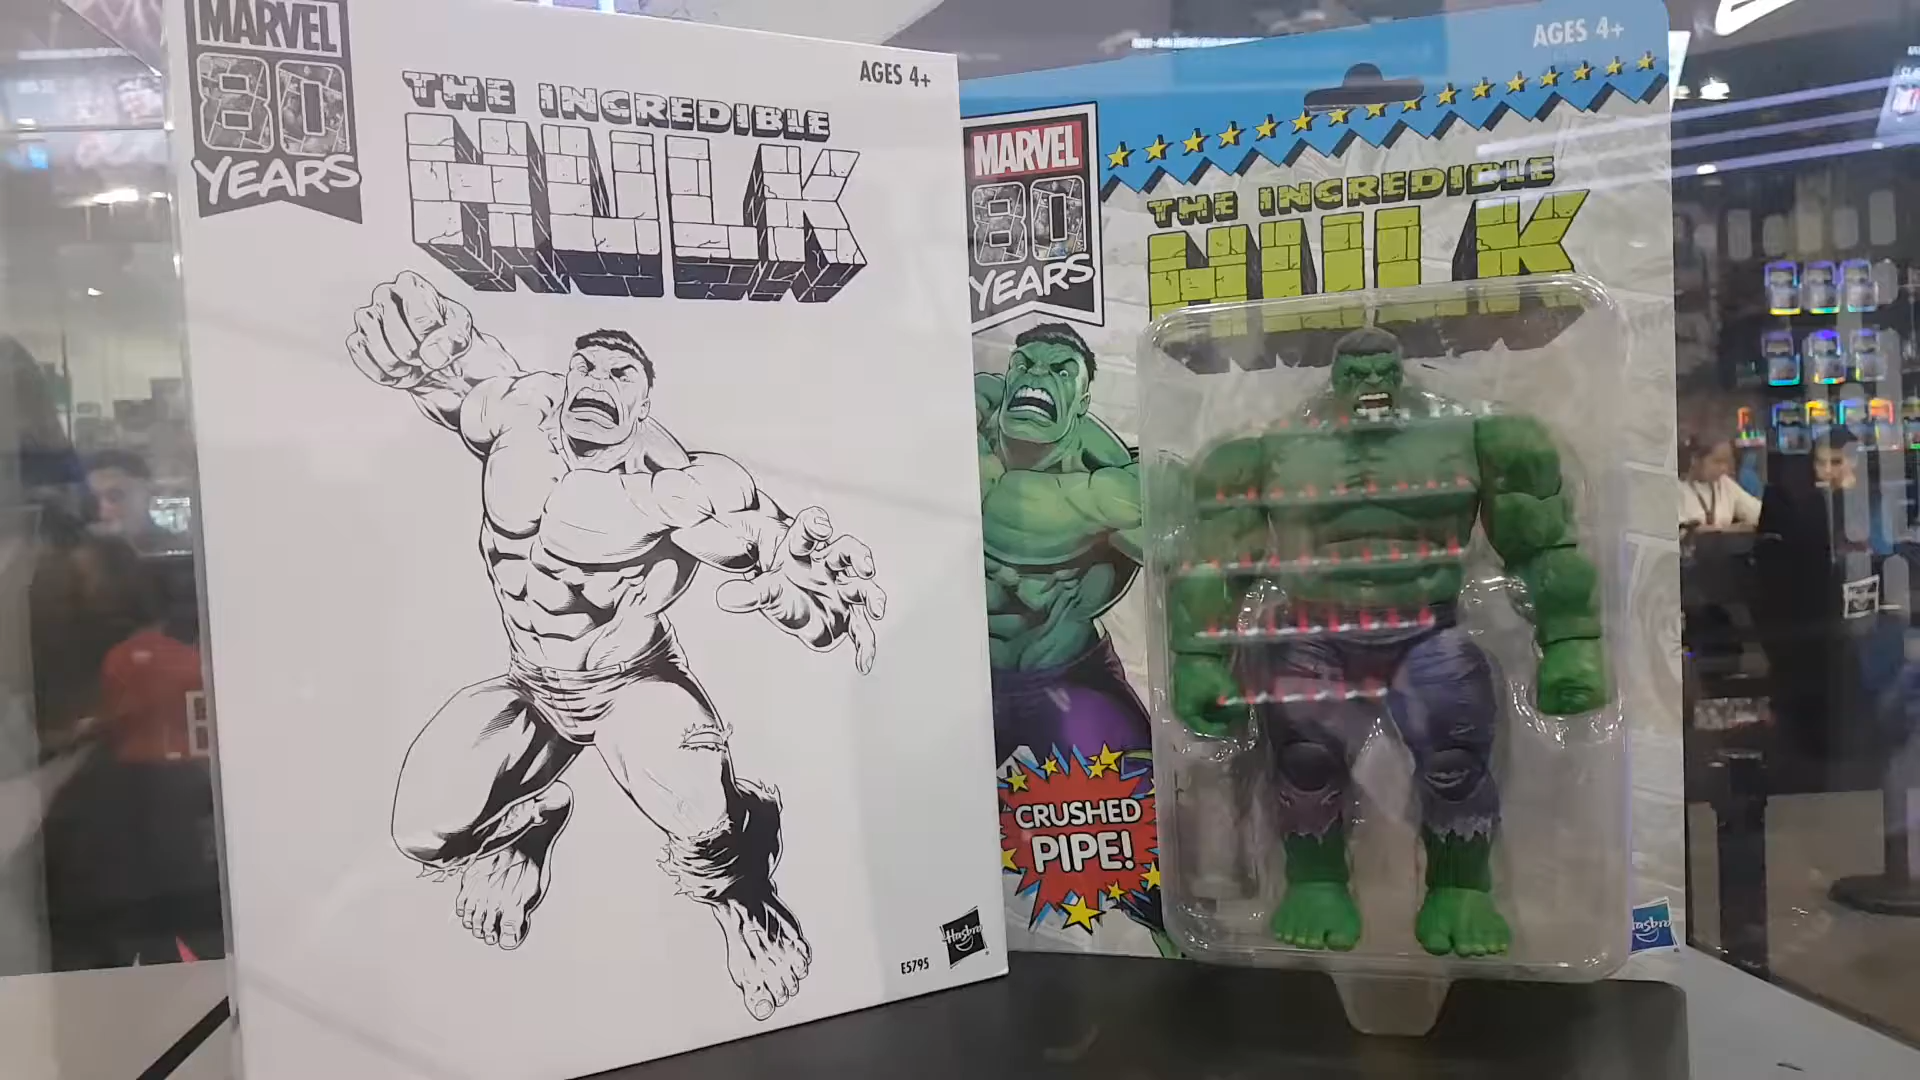 MARVEL
80
YEARS
AGES 4+
THE INCREDIBLE
HULK
E5795
Hasbro
AGES 4+
MARVEL
80
YEARS
THE INCREDIBLE
HULK
CRUSHED
PIPE!
Hasbro